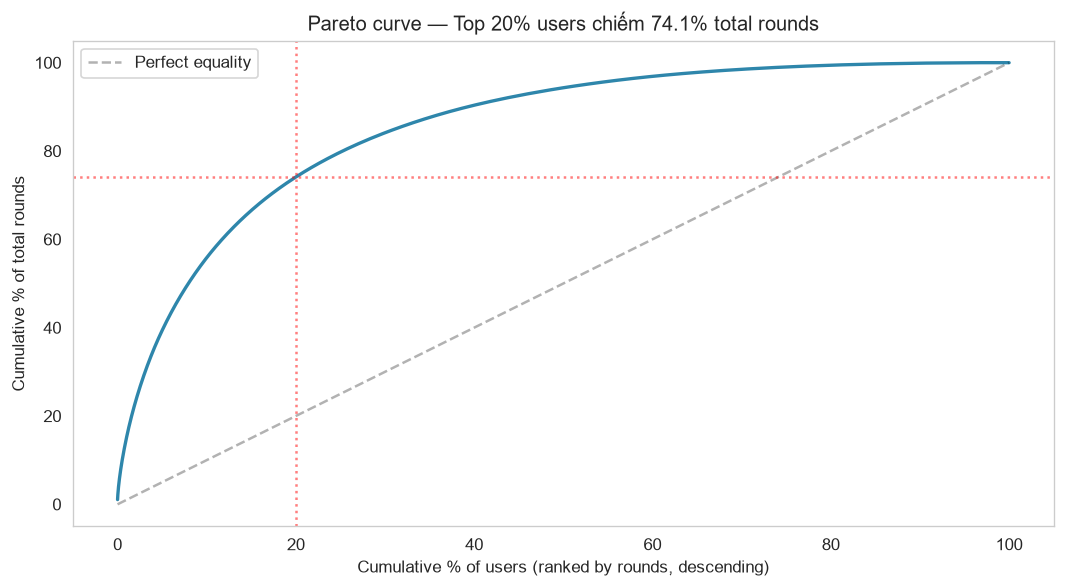 Pareto curve — Top 20% users chiếm 74.1% total rounds
Perfect equality
Cumulative % of total rounds
100
80
60
40
20
0
0 20 40 60 80 100
Cumulative % of users (ranked by rounds, descending)